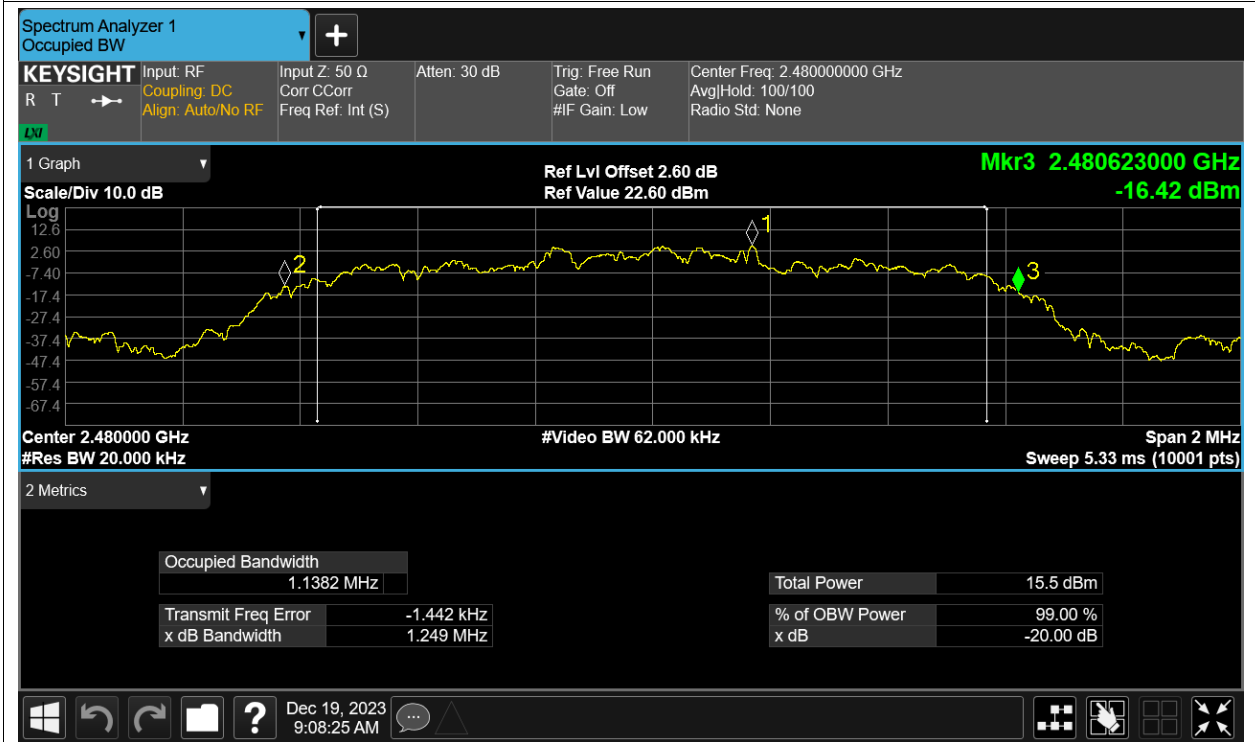 Spectrum Analyzer 1
Occupied BW
KEYSIGHT
R T
LXI
Input: RF
Coupling: DC
Align: Auto/No RF
Input Z: 50 Ω
Corr CCorr
Freq Ref: Int (S)
Atten: 30 dB
Trig: Free Run
Gate: Off
#IF Gain: Low
Center Freq: 2.480000000 GHz
Avg|Hold: 100/100
Radio Std: None
1 Graph
Scale/Div 10.0 dB
Ref Lvl Offset 2.60 dB
Ref Value 22.60 dBm
Mkr3 2.480623000 GHz
-16.42 dBm
Log
12.6
2.60
-7.40
-17.4
-27.4
-37.4
-47.4
-57.4
-67.4
1
2
3
Center 2.480000 GHz
#Res BW 20.000 kHz
#Video BW 62.000 kHz
Span 2 MHz
Sweep 5.33 ms (10001 pts)
2 Metrics
Occupied Bandwidth
1.1382 MHz
Transmit Freq Error -1.442 kHz
x dB Bandwidth 1.249 MHz
Total Power 15.5 dBm
% of OBW Power 99.00 %
x dB -20.00 dB
?
Dec 19, 2023
9:08:25 AM